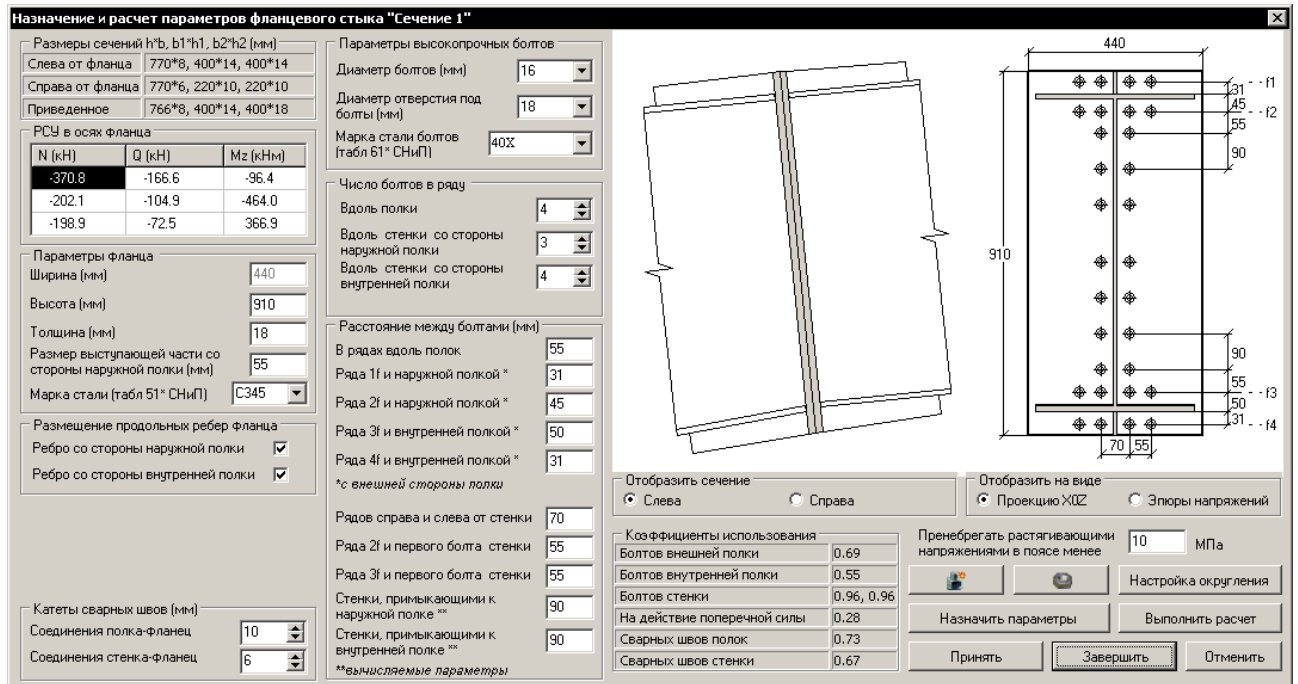 Назначение и расчет параметров фланцевого стыка "Сечение 1"
Размеры сечений h*b, b1*h1, b2*h2 (мм)
Слева от фланца 770*8, 400*14, 400*14
Справа от фланца 770*6, 220*10, 220*10
Приведенное 766*8, 400*14, 400*18
РСУ в осях фланца
N (кН) Q (кН) Mz (кНм)
-370.8 -166.6 -96.4
-202.1 -104.9 -464.0
-198.9 -72.5 366.9
Параметры фланца
Ширина (мм) 440
Высота (мм) 910
Толщина (мм) 18
Размер выступающей части со
стороны наружной полки (мм) 55
Марка стали (табл 51* СНиП) С345
Размещение продольных ребер фланца
Ребро со стороны наружной полки
Ребро со стороны внутренней полки
Катеты сварных швов (мм)
Соединения полка-фланец 10
Соединения стенка-фланец 6
Параметры высокопрочных болтов
Диаметр болтов (мм) 16
Диаметр отверстия под
болты (мм) 18
Марка стали болтов
(табл 61* СНиП) 40Х
Число болтов в ряду
Вдоль полки 4
Вдоль стенки со стороны
наружной полки 3
Вдоль стенки со стороны
внутренней полки 4
Расстояние между болтами (мм)
В рядах вдоль полок 55
Ряда 1f и наружной полкой * 31
Ряда 2f и наружной полкой * 45
Ряда 3f и внутренней полкой * 50
Ряда 4f и внутренней полкой * 31
*с внешней стороны полки
Рядов справа и слева от стенки 70
Ряда 2f и первого болта стенки 55
Ряда 3f и первого болта стенки 55
Стенки, примыкающими к
наружной полке ** 90
Стенки, примыкающими к
внутренней полке ** 90
**вычисляемые параметры
440
910
31
f1
45
f2
55
90
90
55
f3
50
31
f4
70 55
Отобразить сечение
Слева Справа
Отобразить на виде
Проекцию X0Z Эпюры напряжений
Коэффициенты использования
Болтов внешней полки 0.69
Болтов внутренней полки 0.55
Болтов стенки 0.96, 0.96
На действие поперечной силы 0.28
Сварных швов полок 0.73
Сварных швов стенки 0.67
Пренебрегать растягивающими
напряжениями в поясе менее 10 МПа
Настройка округления
Назначить параметры Выполнить расчет
Принять Завершить Отменить